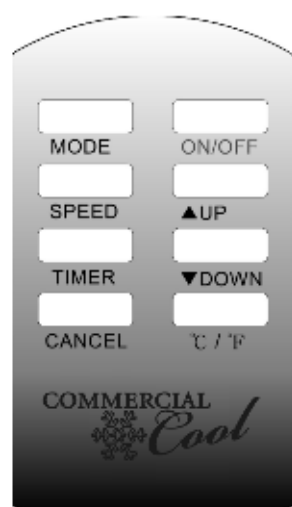 MODE ON/OFF
SPEED ▲UP
TIMER ▼DOWN
CANCEL ℃ / ℉
COMMERCIAL
Cool